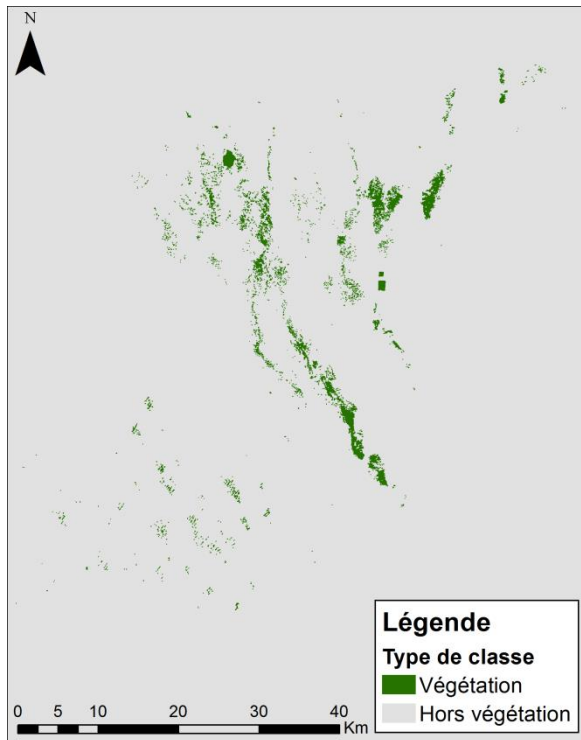 N
Légende
Type de classe
Végétation
Hors végétation
0 5 10 20 30 40
Km